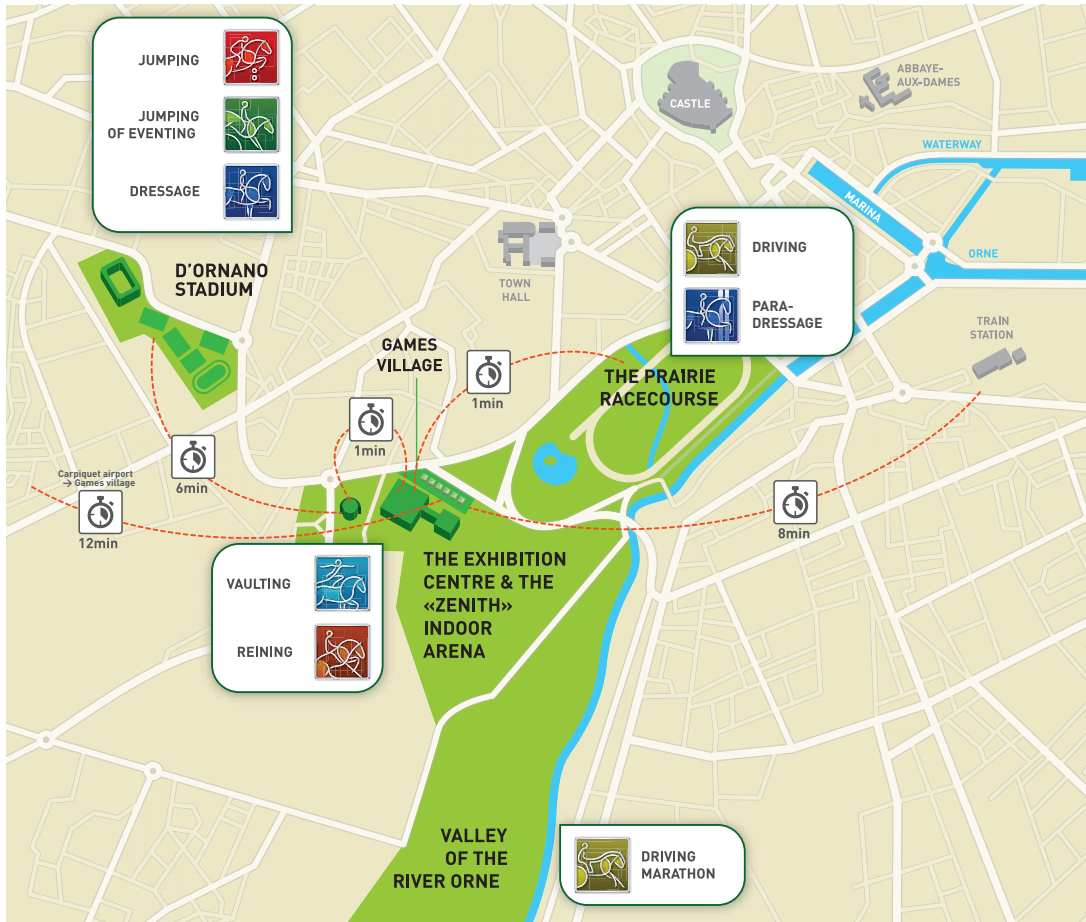 JUMPING
JUMPING
OF EVENTING
DRESSAGE
D'ORNANO
STADIUM
CASTLE
ABBAYE-
AUX-DAMES
WATERWAY
MARINA
ORNE
TOWN
HALL
DRIVING
PARA-
DRESSAGE
TRAIN
STATION
GAMES
VILLAGE
1min
THE PRAIRIE
RACECOURSE
1min
6min
Carpiquet airport
→ Games village
12min
8min
VAULTING
REINING
THE EXHIBITION
CENTRE & THE
«ZENITH»
INDOOR
ARENA
VALLEY
OF THE
RIVER ORNE
DRIVING
MARATHON